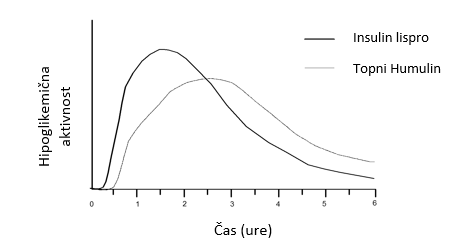 Insulin lispro
Topni Humulin
Hipoglikemična
aktivnost
0 1 2 3 4 5 6
Čas (ure)